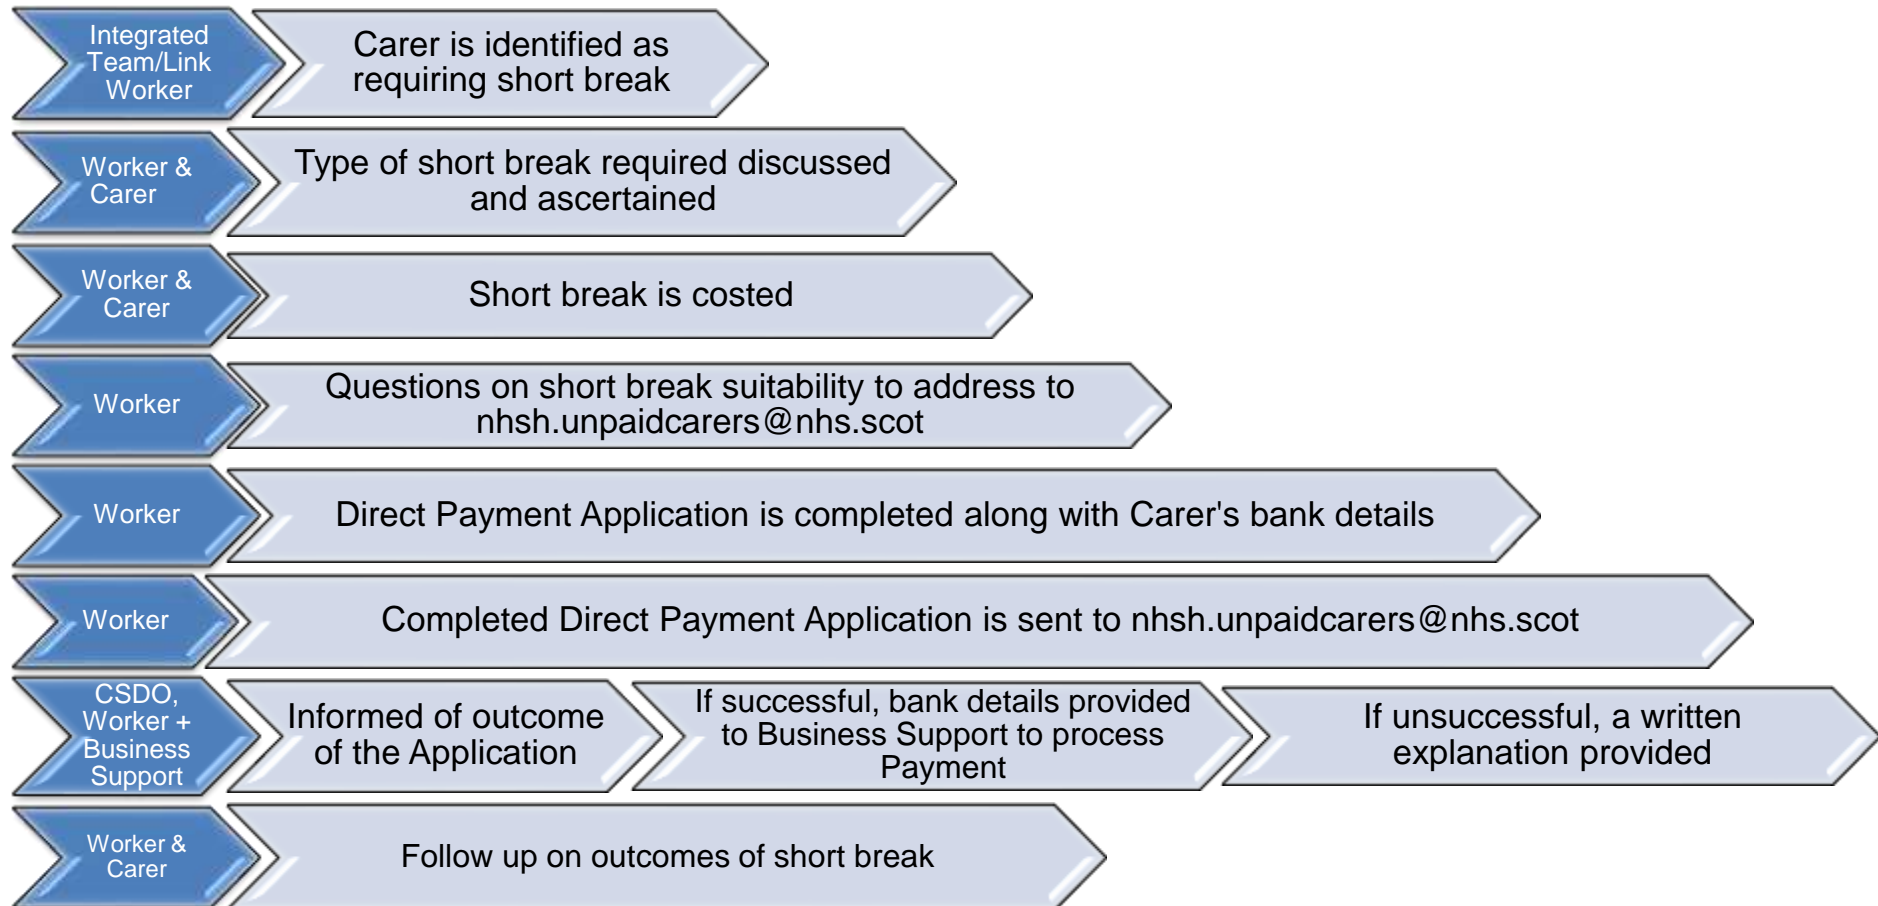 Integrated
Team/Link
Worker
Carer is identified as
requiring short break
Worker &
Carer
Type of short break required discussed
and ascertained
Worker &
Carer
Short break is costed
Worker
Questions on short break suitability to address to
nhsh.unpaidcarers@nhs.scot
Worker
Direct Payment Application is completed along with Carer's bank details
Worker
Completed Direct Payment Application is sent to nhsh.unpaidcarers@nhs.scot
CSDO,
Worker +
Business
Support
Informed of outcome
of the Application
If successful, bank details provided
to Business Support to process
Payment
If unsuccessful, a written
explanation provided
Worker &
Carer
Follow up on outcomes of short break